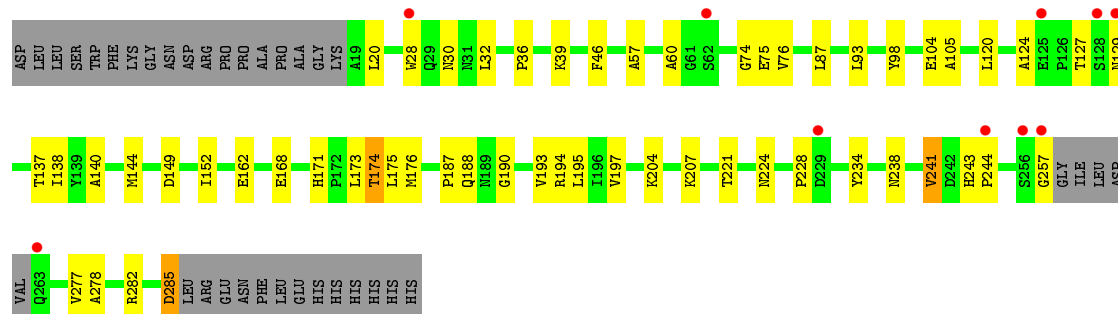 ASP LEU LEU SER TRP PHE LYS GLY ASN ASP ARG PRO PRO ALA PRO ALA GLY LYS A19 L20 W28 Q29 N30 N31 L32 P36 K39 F46 A57 A60 G61 S62 G74 E75 V76 L87 L93 Y98 E104 A105 L120 A124 E125 P126 T127 S128 N129
T137 I138 Y139 A140 M144 D149 I152 E162 E168 H171 P172 L173 T174 L175 M176 P187 Q188 N189 G190 V193 R194 L195 I196 V197 K204 K207 T221 N224 P228 D229 Y234 N238 V241 D242 H243 P244 S256 G257 GLY ILE LEU ASP
VAL Q263 V277 A278 R282 D285 LEU ARG GLU ASN PHE LEU GLU HIS HIS HIS HIS HIS HIS